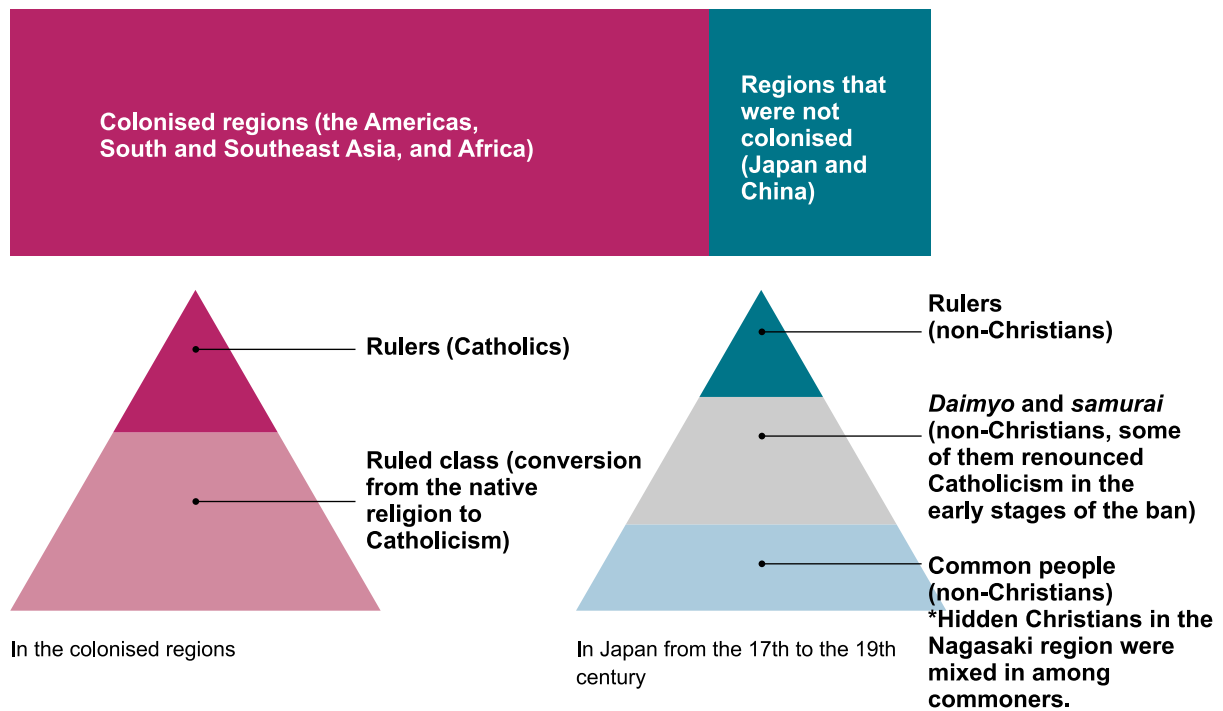 Colonised regions (the Americas,
South and Southeast Asia, and Africa)
Regions that
were not
colonised
(Japan and
China)
Rulers (Catholics)
Ruled class (conversion
from the native
religion to
Catholicism)
In the colonised regions
Rulers
(non-Christians)
Daimyo and samurai
(non-Christians, some
of them renounced
Catholicism in the
early stages of the ban)
Common people
(non-Christians)
*Hidden Christians in the
Nagasaki region were
mixed in among
commoners.
In Japan from the 17th to the 19th
century